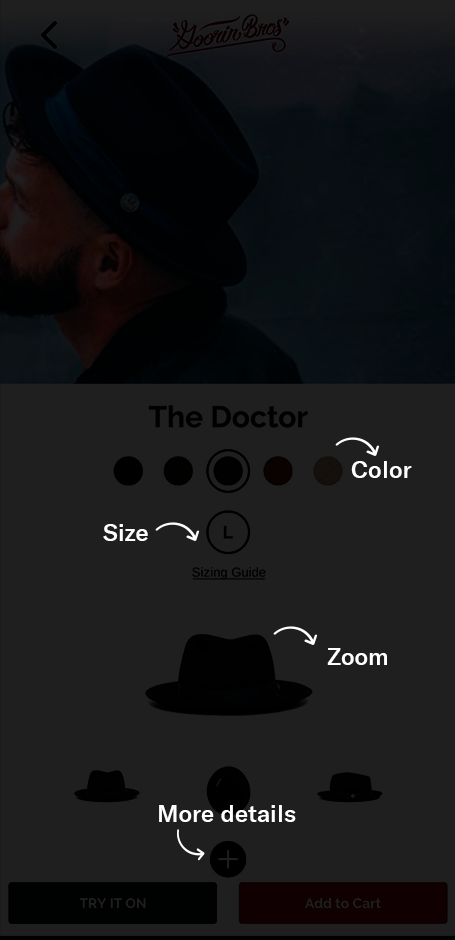 Goorin Bros
The Doctor
Color
Size
L
Sizing Guide
Zoom
More details
TRY IT ON
Add to Cart